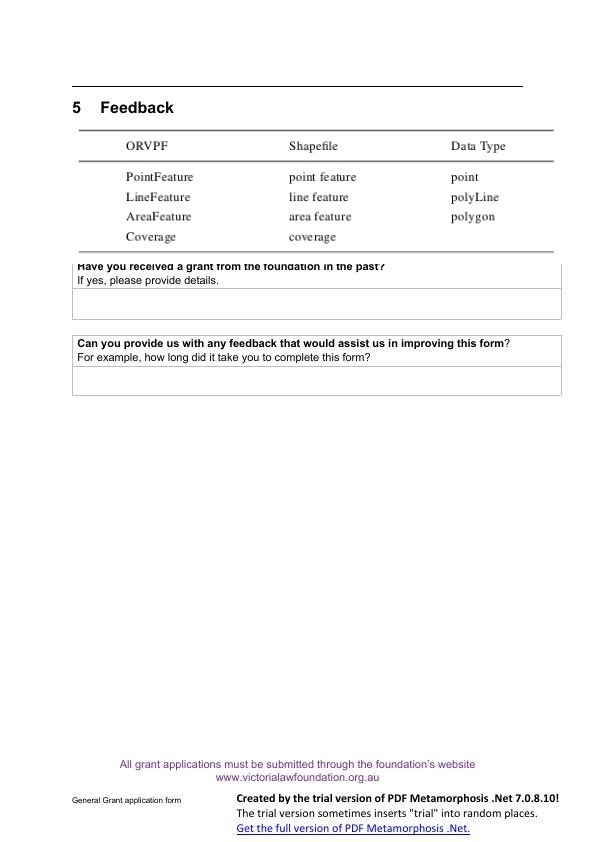 5 Feedback
ORVPF Shapefile Data Type
PointFeature point feature point
LineFeature line feature polyLine
AreaFeature area feature polygon
Coverage coverage
Have you received a grant from the foundation in the past?
If yes, please provide details.
Can you provide us with any feedback that would assist us in improving this form?
For example, how long did it take you to complete this form?
All grant applications must be submitted through the foundation's website
www.victorialawfoundation.org.au
General Grant application form
Created by the trial version of PDF Metamorphosis .Net 7.0.8.10!
The trial version sometimes inserts "trial" into random places.
Get the full version of PDF Metamorphosis .Net.